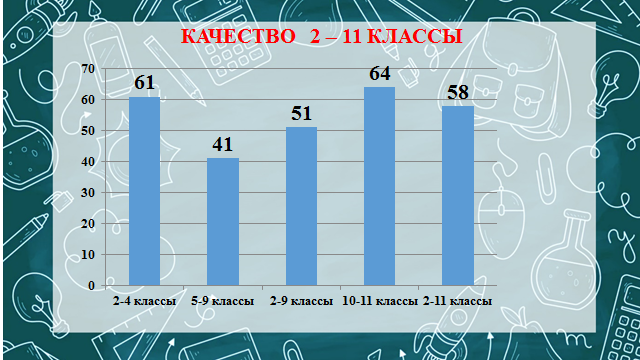 КАЧЕСТВО 2 – 11 КЛАССЫ
70
60
50
40
30
20
10
0
61
41
51
64
58
2-4 классы
5-9 классы
2-9 классы
10-11 классы
2-11 классы